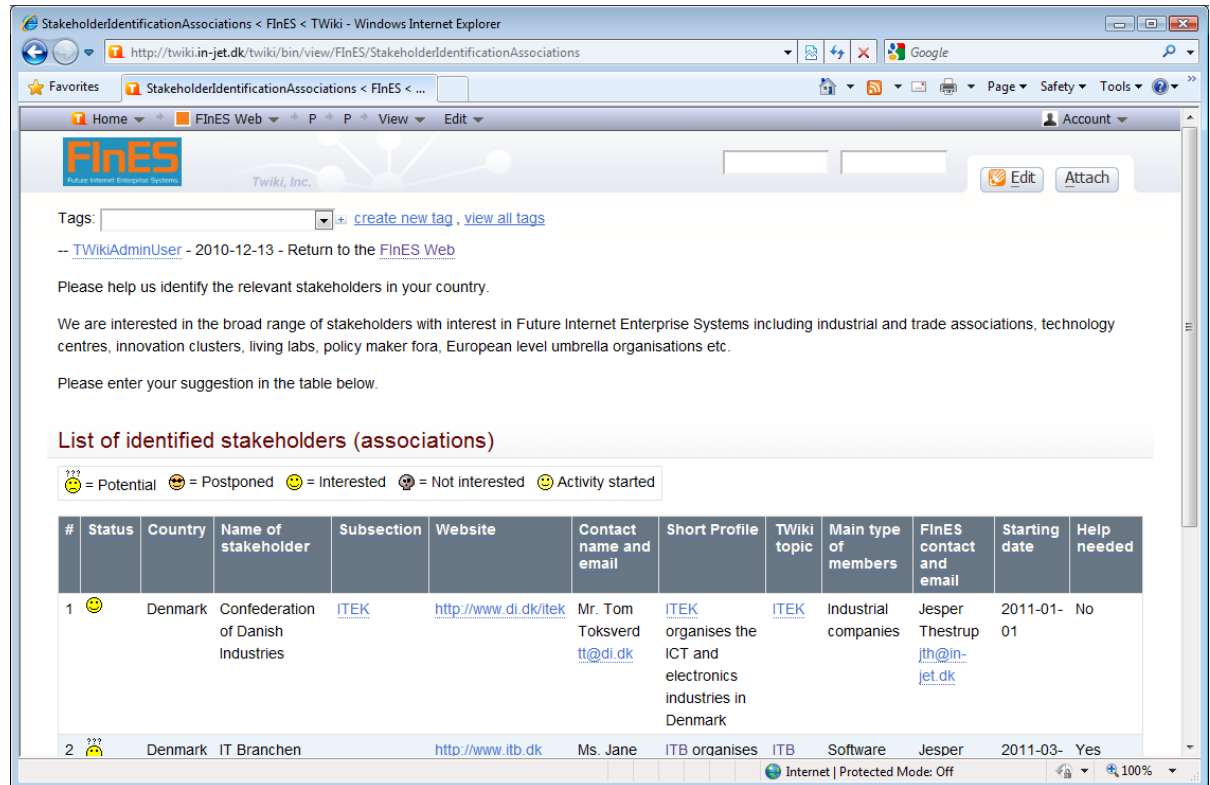 StakeholderIdentificationAssociations < FInES < TWiki - Windows Internet Explorer
http://twiki.in-jet.dk/twiki/bin/view/FInES/StakeholderIdentificationAssociations
Google
Favorites StakeholderIdentificationAssociations < FInES < ... Page Safety Tools
Home FInES Web P P View Edit Account
FInES
Future Internet Enterprise Systems
Twiki, Inc.
Edit Attach
Tags: create new tag , view all tags
-- TWikiAdminUser - 2010-12-13 - Return to the FInES Web
Please help us identify the relevant stakeholders in your country.
We are interested in the broad range of stakeholders with interest in Future Internet Enterprise Systems including industrial and trade associations, technology
centres, innovation clusters, living labs, policy maker fora, European level umbrella organisations etc.
Please enter your suggestion in the table below.
List of identified stakeholders (associations)
??? = Potential = Postponed = Interested = Not interested Activity started
# Status Country Name of stakeholder Subsection Website Contact name and email Short Profile TWiki topic Main type of members FInES contact and email Starting date Help needed
1 Denmark Confederation of Danish Industries ITEK http://www.di.dk/itek Mr. Tom Toksverd tt@di.dk ITEK organises the ICT and electronics industries in Denmark ITEK Industrial companies Jesper Thestrup jth@in-jet.dk 2011-01-01 No
2 ??? Denmark IT Branchen http://www.itb.dk Ms. Jane ITB organises ITB Software Jesper 2011-03- Yes
Internet | Protected Mode: Off 100%